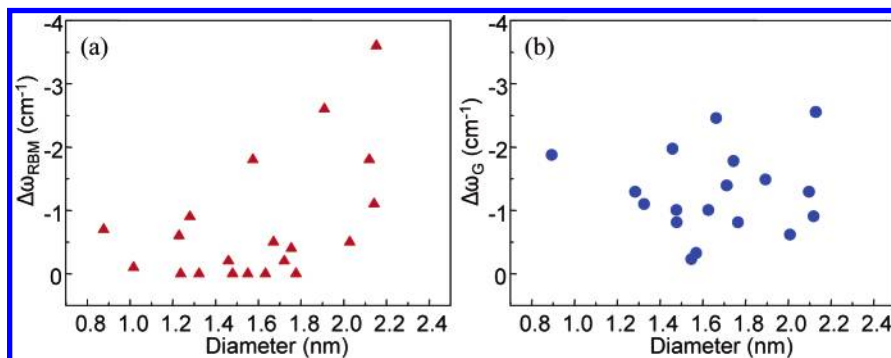 (a)
Δω_RBM (cm⁻¹)
-4
-3
-2
-1
0
0.8 1.0 1.2 1.4 1.6 1.8 2.0 2.2 2.4
Diameter (nm)
(b)
Δω_G (cm⁻¹)
-4
-3
-2
-1
0
0.8 1.0 1.2 1.4 1.6 1.8 2.0 2.2 2.4
Diameter (nm)